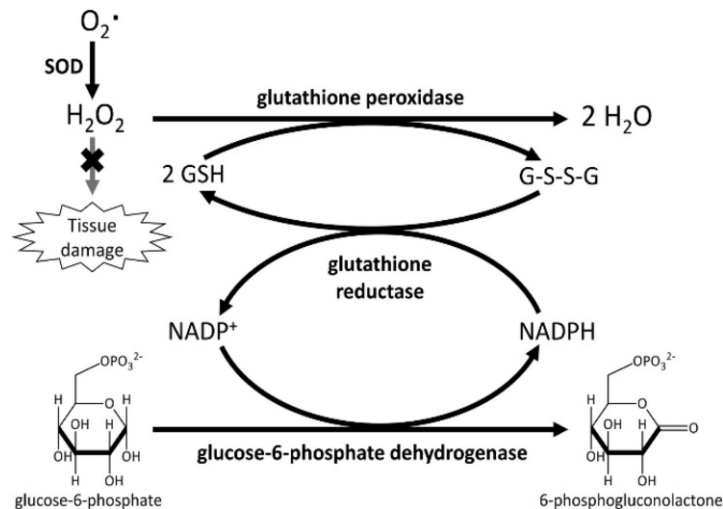 O₂•
SOD
H₂O₂
glutathione peroxidase
2 H₂O
2 GSH
G-S-S-G
Tissue
damage
glutathione
reductase
NADP⁺
NADPH
OPO₃²⁻
H
O
H
H
OH
H
OH
OH
H
OH
glucose-6-phosphate
glucose-6-phosphate dehydrogenase
OPO₃²⁻
H
O
OH
H
O
OH
H
OH
6-phosphogluconolactone